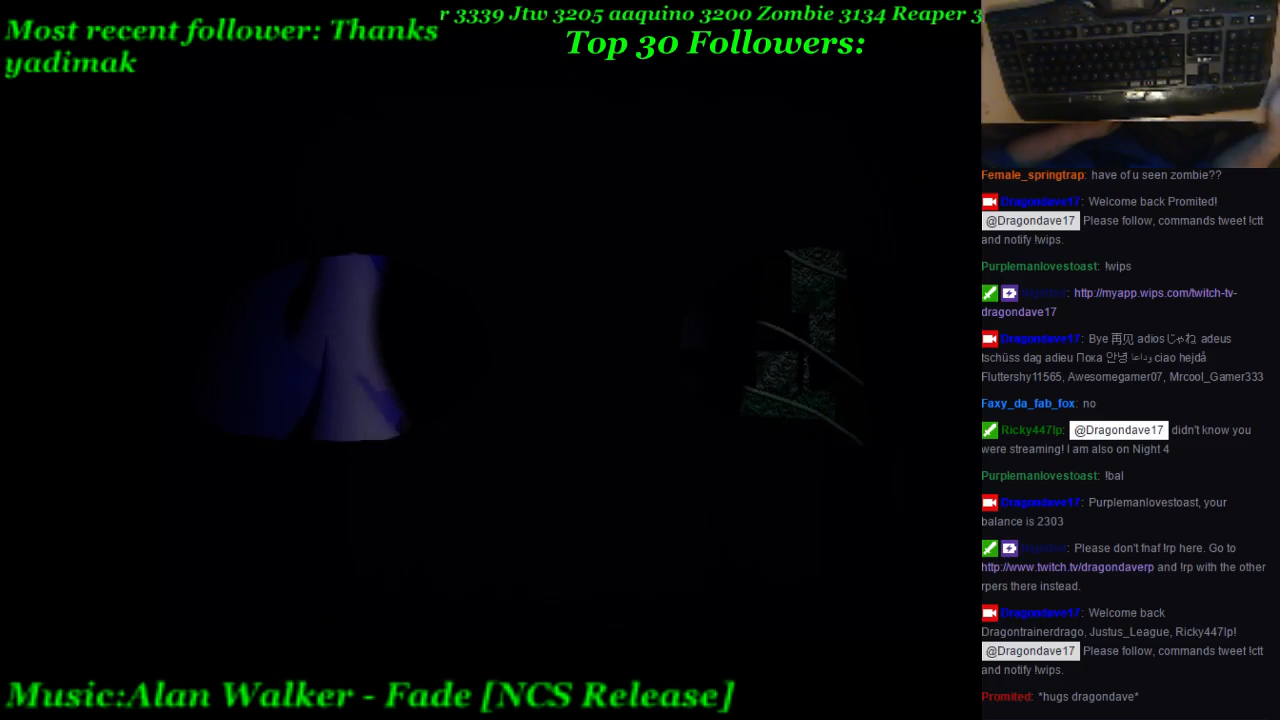 Most recent follower: Thanks
yadimak
r 3339 Jtw 3205 aaquino 3200 Zombie 3134 Reaper 3
Top 30 Followers:
Female_springtrap: have of u seen zombie??
Dragondave17: Welcome back Promited!
@Dragondave17 Please follow, commands tweet !ctt
and notify !wips.
Purplemanlovestoast: !wips
http://myapp.wips.com/twitch-tv-
dragondave17
Dragondave17: Bye 再见 adios じゃね adeus
tschüss dag adieu Пока 안녕 وداعا ciao hejdå
Fluttershy11565, Awesomegamer07, Mrcool_Gamer333
Faxy_da_fab_fox: no
Ricky447lp: @Dragondave17 didn't know you
were streaming! I am also on Night 4
Purplemanlovestoast: !bal
Dragondave17: Purplemanlovestoast, your
balance is 2303
: Please don't fnaf !rp here. Go to
http://www.twitch.tv/dragondaverp and !rp with the other
rpers there instead.
Dragondave17: Welcome back
Dragontrainerdrago, Justus_League, Ricky447lp!
@Dragondave17 Please follow, commands tweet !ctt
and notify !wips.
Promited: *hugs dragondave*
Music:Alan Walker - Fade [NCS Release]